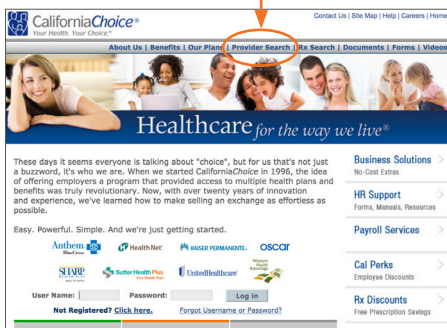 CaliforniaChoice®
Your Health. Your Choice.®
Contact Us | Site Map | Help | Careers | Home
About Us | Benefits | Our Plans | Provider Search | Rx Search | Documents | Forms | Videos
Healthcare for the way we live®
These days it seems everyone is talking about "choice", but for us that's not just
a buzzword, it's who we are. When we started CaliforniaChoice in 1996, the idea
of offering employers a program that provided access to multiple health plans and
benefits was truly revolutionary. Now, with over twenty years of innovation
and experience, we've learned how to make selling an exchange as effortless as
possible.
Easy. Powerful. Simple. And we're just getting started.
Anthem
BlueCross
Health Net®
KAISER PERMANENTE®
oscar
SHARP
Sutter Health Plus
Your Health Plan
UnitedHealthcare
Western
Health
Advantage
User Name:
Password:
Log in
Not Registered? Click here.
Forgot Username or Password?
Business Solutions
No-Cost Extras
HR Support
Forms, Manuals, Resources
Payroll Services
Cal Perks
Employee Discounts
Rx Discounts
Free Prescription Savings